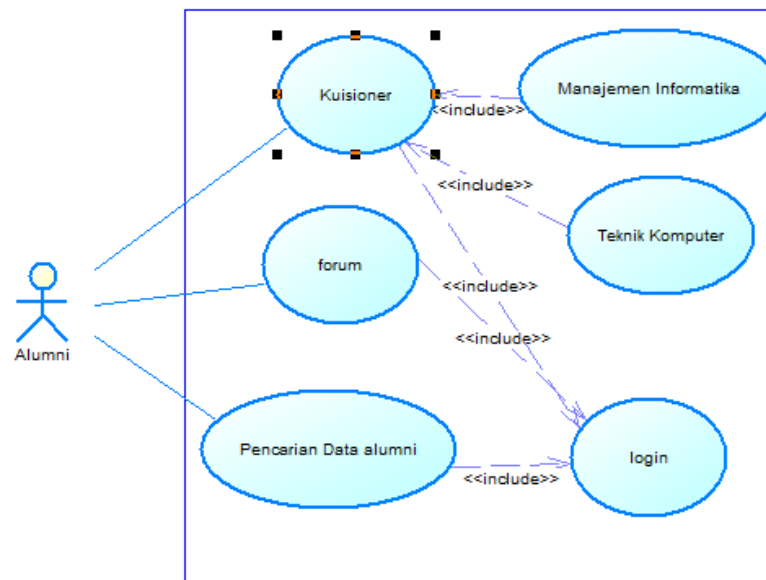 Kuisioner
Manajemen Informatika
<<include>>
<<include>>
Teknik Komputer
forum
<<include>>
<<include>>
Alumni
Pencarian Data alumni
login
<<include>>